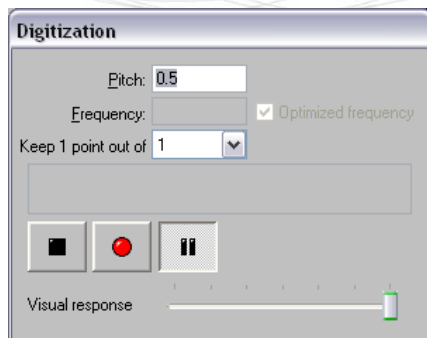 Digitization
Pitch: 0.5
Frequency: Optimized frequency
Keep 1 point out of 1
Visual response